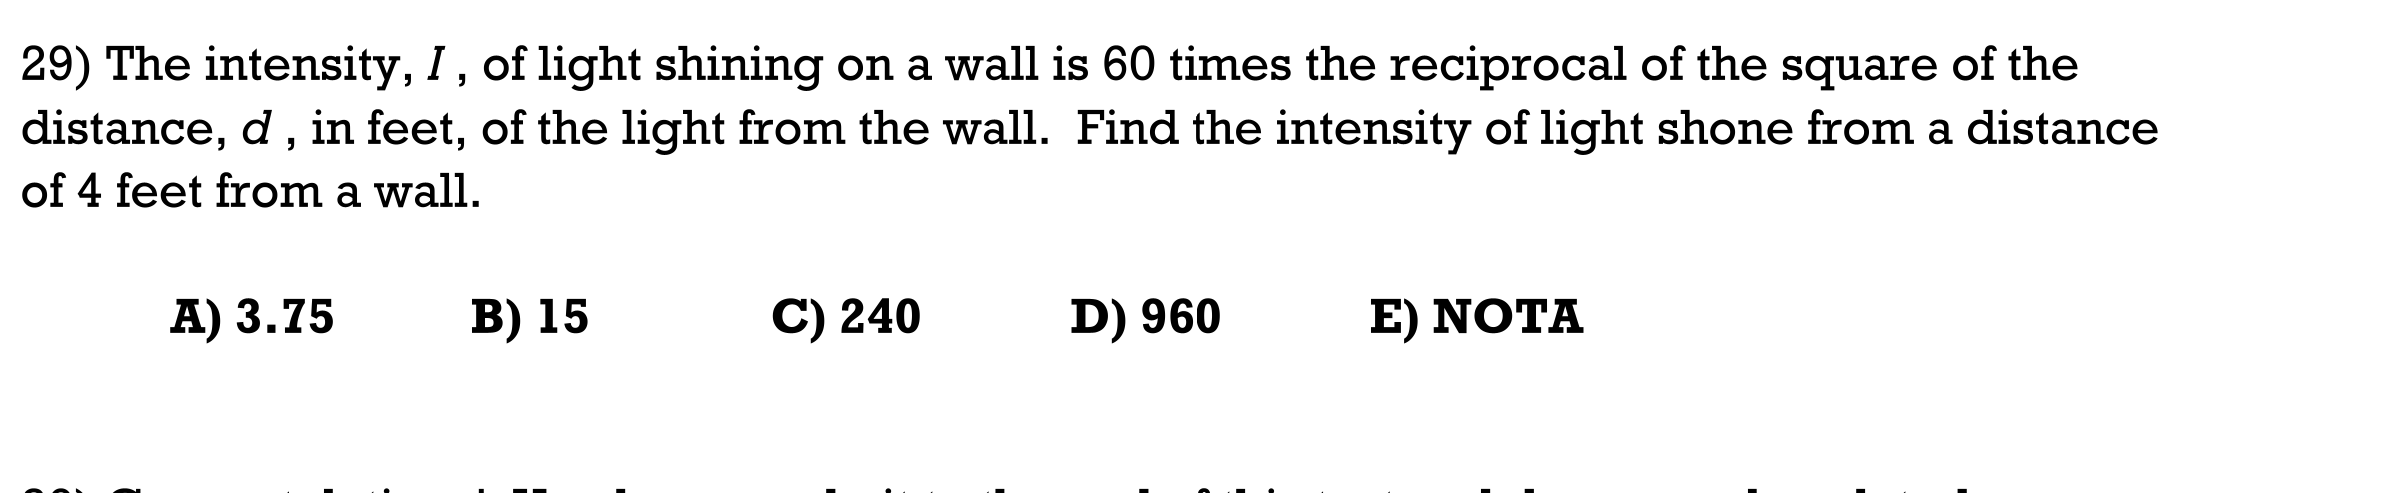 29) The intensity, I , of light shining on a wall is 60 times the reciprocal of the square of the
distance, d , in feet, of the light from the wall.  Find the intensity of light shone from a distance
of 4 feet from a wall.
A) 3.75 B) 15 C) 240 D) 960 E) NOTA